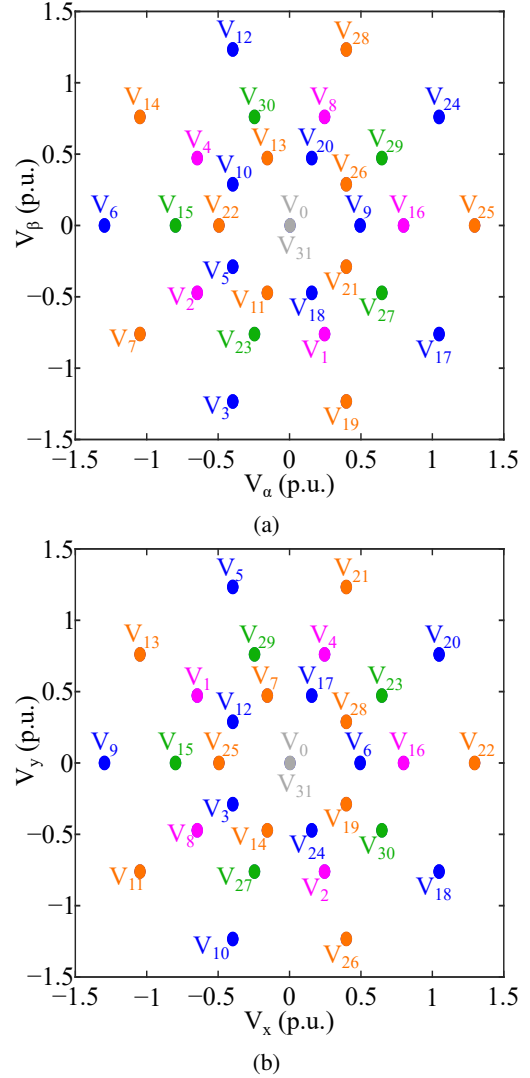 1.5
V12 V28
V14 V30 V8 V24
1
V4 V13 V20 V29
0.5
V10 V26
V6 V15 V22 V0 V9 V16 V25
0
V31
V5 V21
V2 V11 V18 V27
−0.5
V7 V23 V1 V17
−1
V3 V19
−1.5
Vβ (p.u.)
−1.5 −1 −0.5 0 0.5 1 1.5
Vα (p.u.)
(a)
1.5
V5 V21
V13 V29 V4 V20
1
V1 V7 V17 V23
0.5
V12 V28
V9 V15 V25 V0 V6 V16 V22
0
V31
V3 V19
V8 V14 V24 V30
−0.5
V11 V27 V2 V18
−1
V10 V26
−1.5
Vy (p.u.)
−1.5 −1 −0.5 0 0.5 1 1.5
Vx (p.u.)
(b)